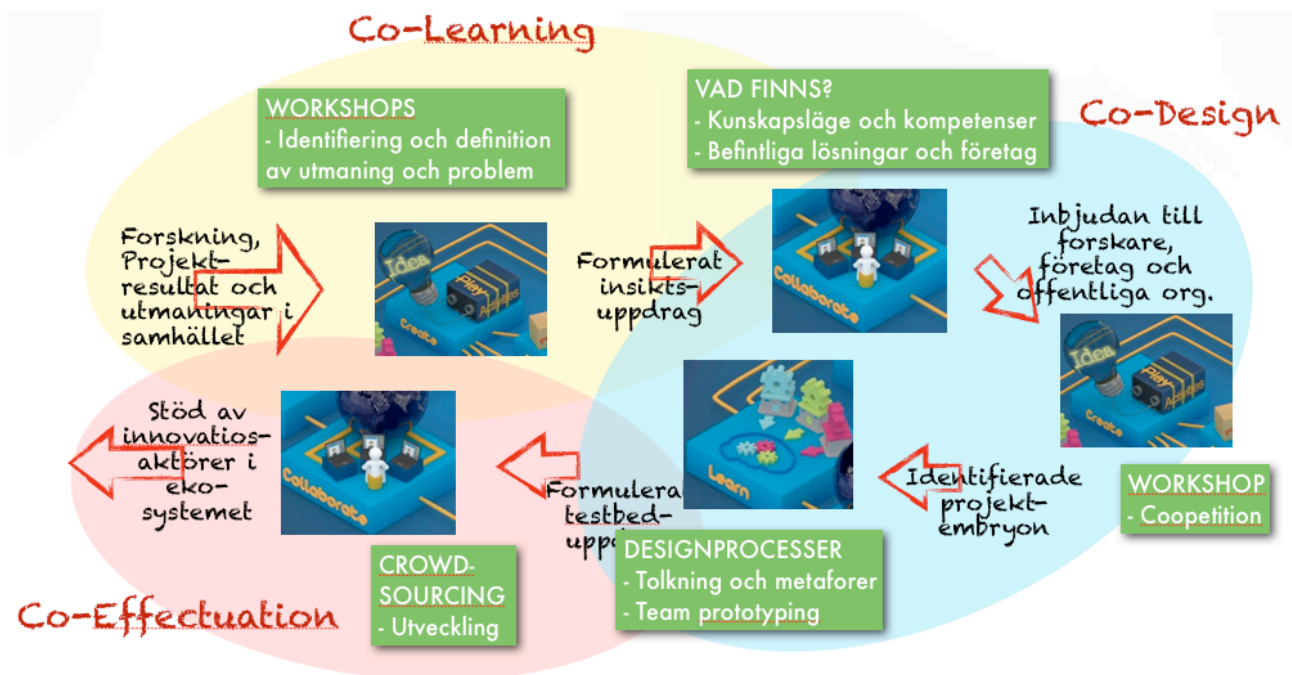 Co-Learning
WORKSHOPS
- Identifiering och definition
av utmaning och problem
VAD FINNS?
- Kunskapsläge och kompetenser
- Befintliga lösningar och företag
Co-Design
Forskning,
Projekt-
resultat och
utmaningar i
samhället
Idea
Play
Activities
Create
Formulerat
insikts-
uppdrag
Collaborate
Inbjudan till
forskare,
företag och
offentliga org.
Idea
Play
Activities
Create
WORKSHOP
- Coopetition
Identifierade
projekt-
embryon
Learn
DESIGNPROCESSER
- Tolkning och metaforer
- Team prototyping
Formulera
testbed-
Collaborate
CROWD-
SOURCING
- Utveckling
Stöd av
innovatios-
aktörer i
eko-
systemet
Co-Effectuation